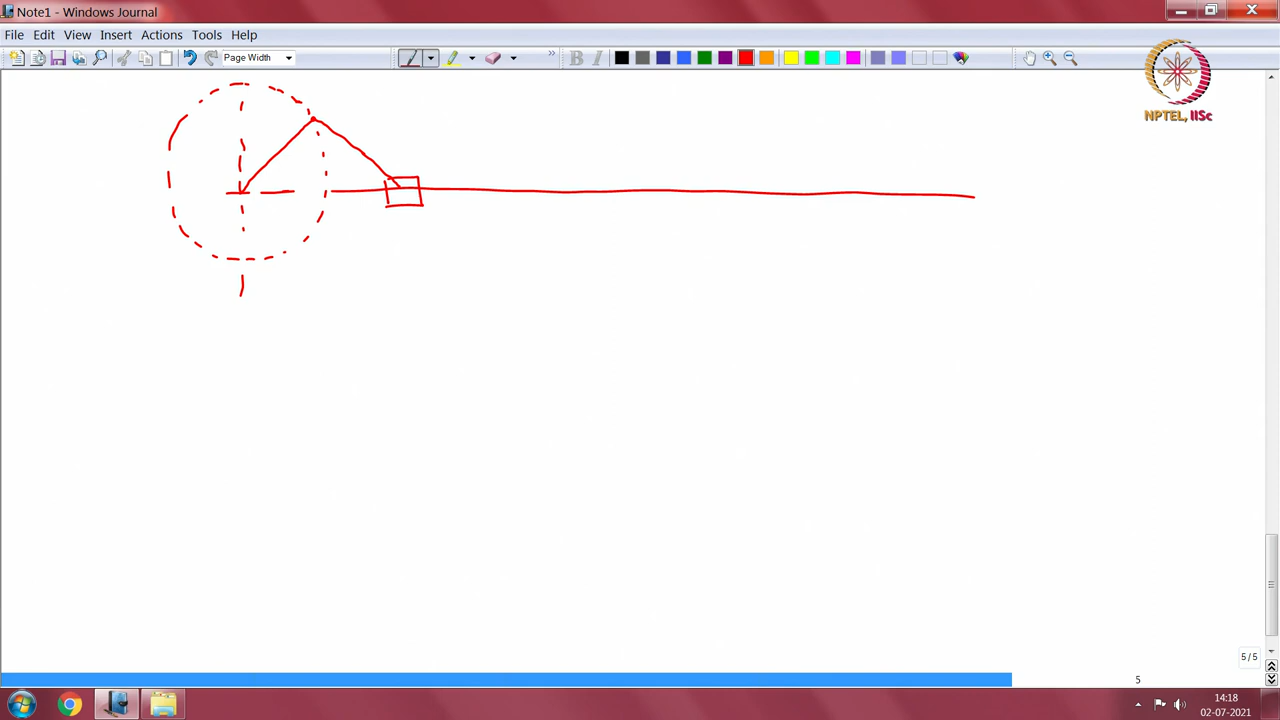 Note1 - Windows Journal
File Edit View Insert Actions Tools Help
Page Width
B I
NPTEL, IISc
5/5
5
14:18
02-07-2021